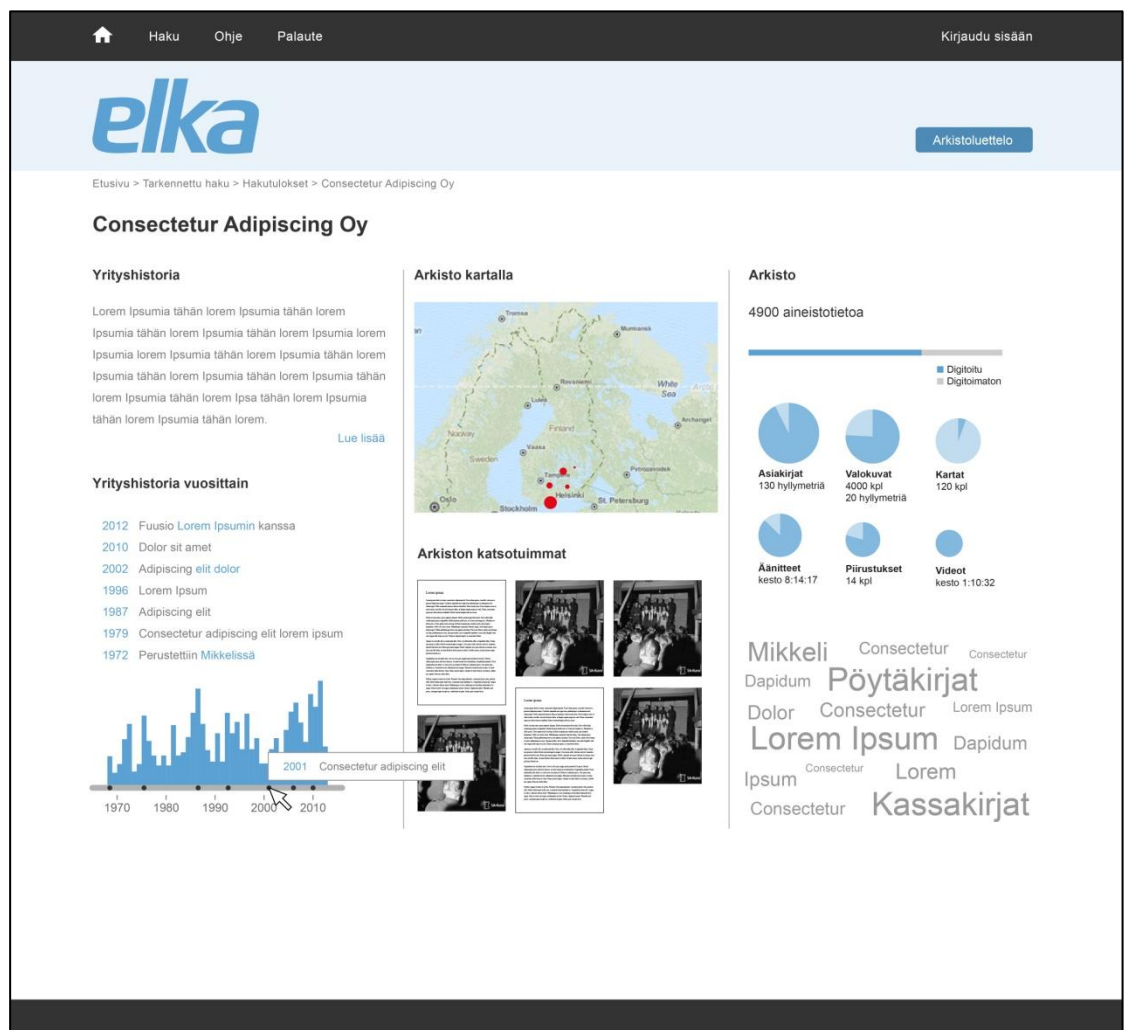 Haku Ohje Palaute Kirjaudu sisään
elka
Arkistoluettelo
Etusivu > Tarkennettu haku > Hakutulokset > Consectetur Adipiscing Oy
Consectetur Adipiscing Oy
Yrityshistoria
Lorem Ipsumia tähän lorem Ipsumia tähän lorem
Ipsumia tähän lorem Ipsumia tähän lorem Ipsumia lorem
Ipsumia lorem Ipsumia tähän lorem Ipsumia tähän lorem
Ipsumia tähän lorem Ipsumia tähän lorem Ipsumia tähän
lorem Ipsumia tähän lorem Ipsa tähän lorem Ipsumia
tähän lorem Ipsumia tähän lorem.
Lue lisää
Yrityshistoria vuosittain
2012 Fuusio Lorem Ipsumin kanssa
2010 Dolor sit amet
2002 Adipiscing elit dolor
1996 Lorem Ipsum
1987 Adipiscing elit
1979 Consectetur adipiscing elit lorem ipsum
1972 Perustettiin Mikkelissä
2001 Consectetur adipiscing elit
1970 1980 1990 2000 2010
Arkisto kartalla
Tromsø
Murmansk
Rovaniemi
White
Sea
Arctic
Luleå
Archangel
Norway
Finland
Vaasa
Sweden
Tampere
Petrozavodsk
Oslo
Helsinki
St. Petersburg
Stockholm
Arkiston katsotuimmat
Lorem ipsum
Lorem ipsum
Arkisto
4900 aineistotietoa
Digitoitu
Digitoimaton
Asiakirjat
130 hyllymetriä
Valokuvat
4000 kpl
20 hyllymetriä
Kartat
120 kpl
Äänitteet
kesto 8:14:17
Piirustukset
14 kpl
Videot
kesto 1:10:32
Mikkeli Consectetur Consectetur
Dapidum Pöytäkirjat
Dolor Consectetur Lorem Ipsum
Lorem Ipsum Dapidum
Ipsum Consectetur Lorem
Consectetur Kassakirjat